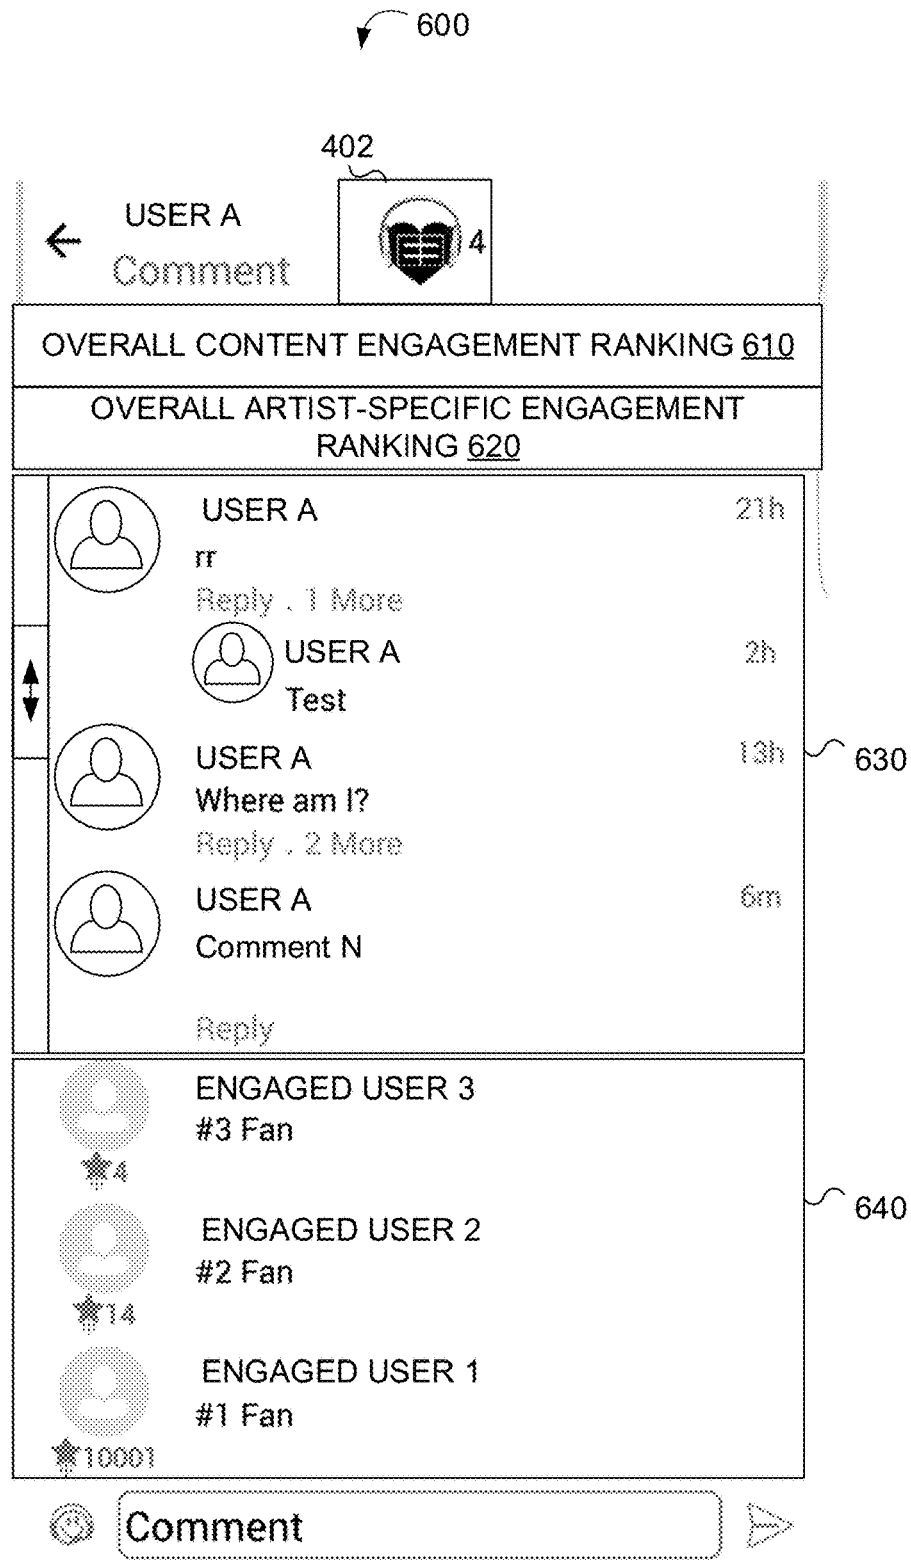 600
402
USER A
4
Comment
OVERALL CONTENT ENGAGEMENT RANKING 610
OVERALL ARTIST-SPECIFIC ENGAGEMENT
RANKING 620
USER A 21h
rr
Reply . 1 More
USER A 2h
Test
USER A 13h
630
Where am I?
Reply . 2 More
USER A 6m
Comment N
Reply
ENGAGED USER 3
#3 Fan
4
640
ENGAGED USER 2
#2 Fan
14
ENGAGED USER 1
#1 Fan
10001
Comment